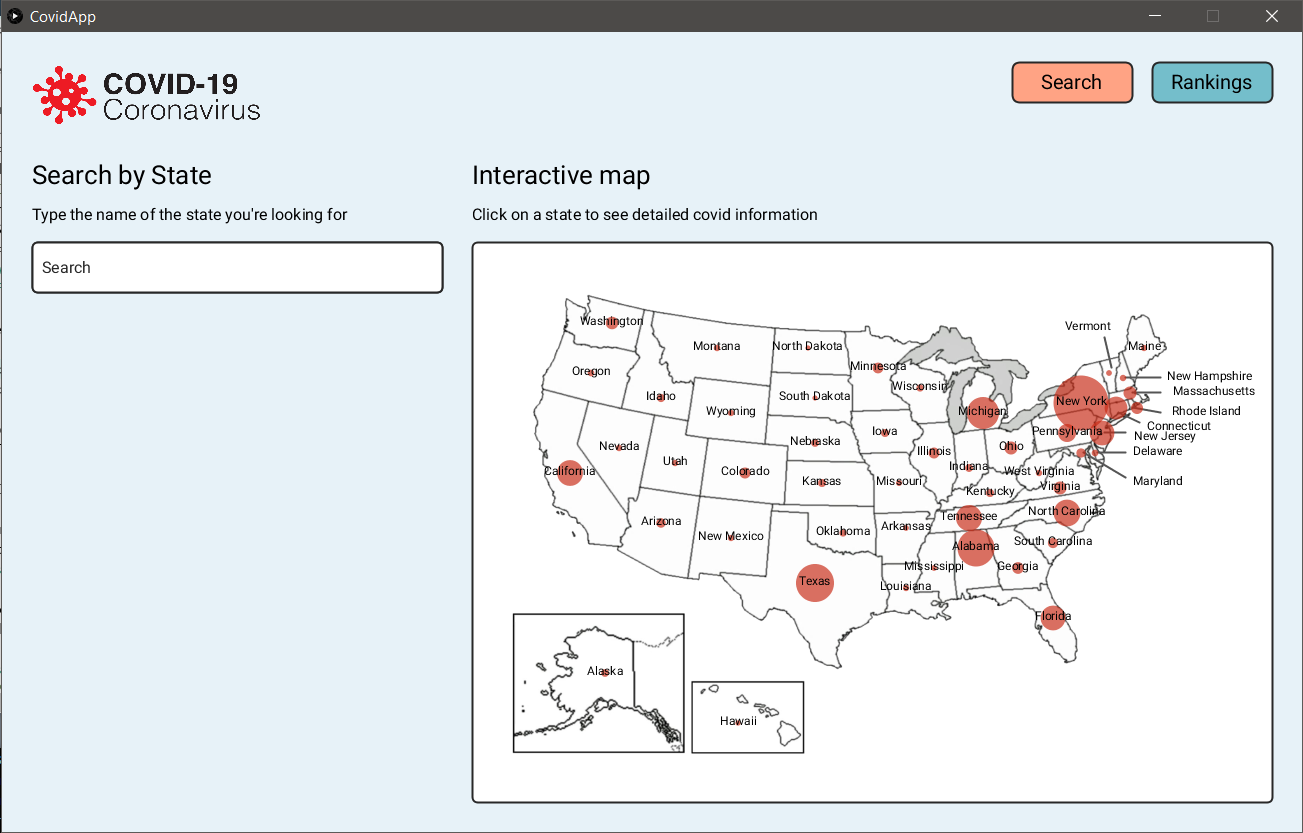 CovidApp
COVID-19
Coronavirus
Search
Rankings
Search by State
Type the name of the state you're looking for
Search
Interactive map
Click on a state to see detailed covid information
Washington
Vermont
Montana
North Dakota
Maine
Minnesota
Oregon
New Hampshire
Wisconsin
Massachusetts
Idaho
South Dakota
New York
Wyoming
Michigan
Rhode Island
Connecticut
Iowa
Pennsylvania
New Jersey
Nebraska
Nevada
Ohio
Illinois
Delaware
Utah
Indiana
California
Colorado
West Virginia
Kansas
Missouri
Maryland
Virginia
Kentucky
North Carolina
Tennessee
Arizona
Arkansas
Oklahoma
New Mexico
South Carolina
Alabama
Mississippi
Georgia
Texas
Louisiana
Florida
Alaska
Hawaii